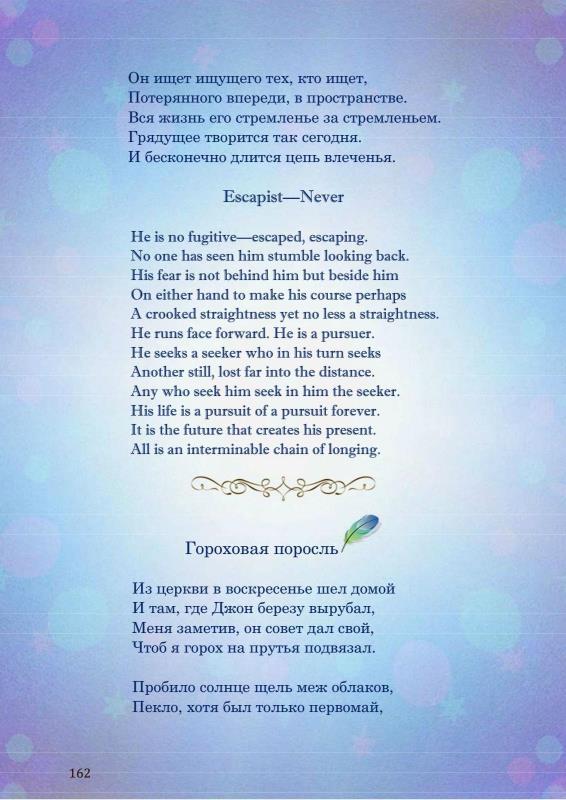 Он ищет ищущего тех, кто ищет,
Потерянного впереди, в пространстве.
Вся жизнь его стремленье за стремленьем.
Грядущее творится так сегодня.
И бесконечно длится цепь влеченья.
Escapist—Never
He is no fugitive—escaped, escaping.
No one has seen him stumble looking back.
His fear is not behind him but beside him
On either hand to make his course perhaps
A crooked straightness yet no less a straightness.
He runs face forward. He is a pursuer.
He seeks a seeker who in his turn seeks
Another still, lost far into the distance.
Any who seek him seek in him the seeker.
His life is a pursuit of a pursuit forever.
It is the future that creates his present.
All is an interminable chain of longing.
Гороховая поросль
Из церкви в воскресенье шел домой
И там, где Джон березу вырубал,
Меня заметив, он совет дал свой,
Чтоб я горох на прутья подвязал.
Пробило солнце щель меж облаков,
Пекло, хотя был только первомай,
162